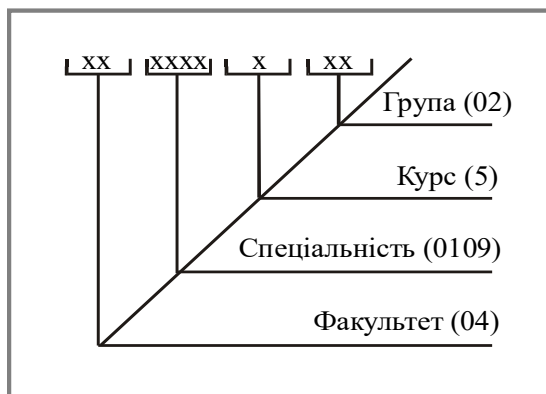 xx xxxx x xx
Група (02)
Курс (5)
Спеціальність (0109)
Факультет (04)